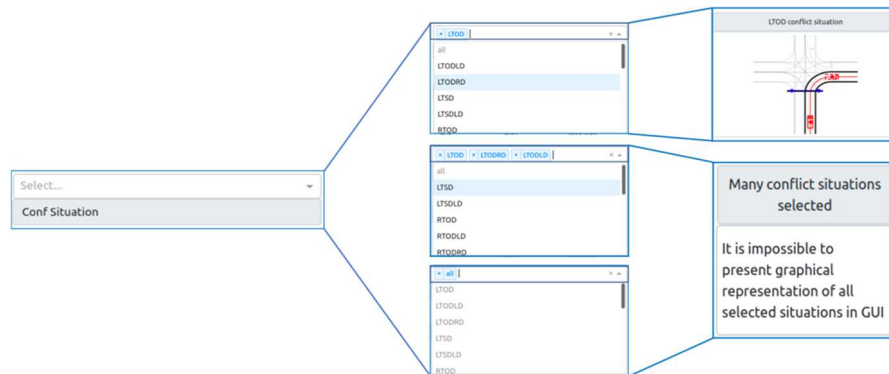 Select...
Conf Situation
× LTOD
× ▴
all
LTODLD
LTODRD
LTSD
LTSDLD
RTOD
× LTOD × LTODRD × LTODLD
× ▴
all
LTSD
LTSDLD
RTOD
RTODLD
RTODRD
× all
× ▴
LTOD
LTODLD
LTODRD
LTSD
LTSDLD
RTOD
LTOD conflict situation
Many conflict situations
selected
It is impossible to
present graphical
representation of all
selected situations in GUI